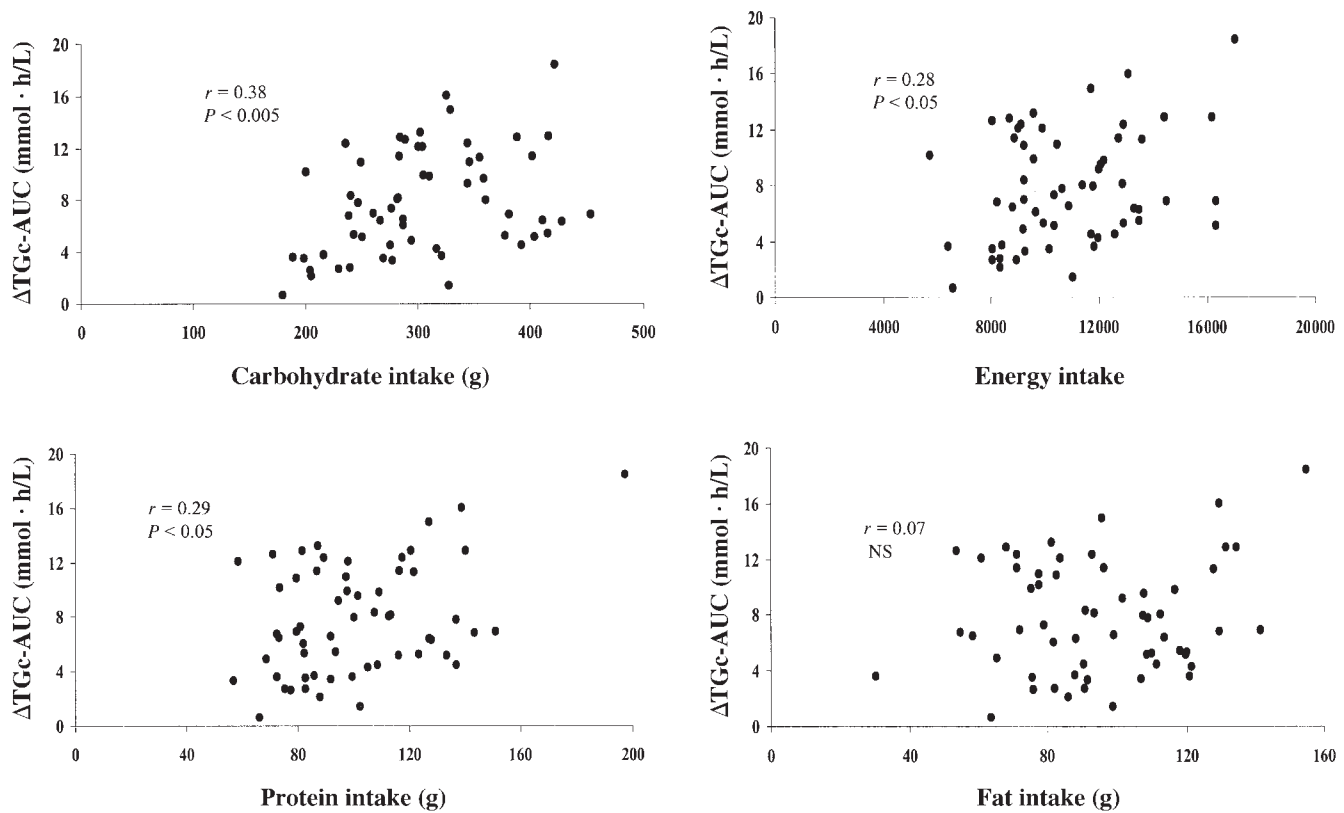 ΔTGc-AUC (mmol · h/L)
20
16
12
8
4
0
r = 0.38
P < 0.005
0
100
200
300
400
500
Carbohydrate intake (g)
ΔTGc-AUC (mmol · h/L)
20
16
12
8
4
0
r = 0.28
P < 0.05
0
4000
8000
12000
16000
20000
Energy intake
ΔTGc-AUC (mmol · h/L)
20
16
12
8
4
0
r = 0.29
P < 0.05
0
40
80
120
160
200
Protein intake (g)
ΔTGc-AUC (mmol · h/L)
20
16
12
8
4
0
r = 0.07
NS
0
40
80
120
160
Fat intake (g)